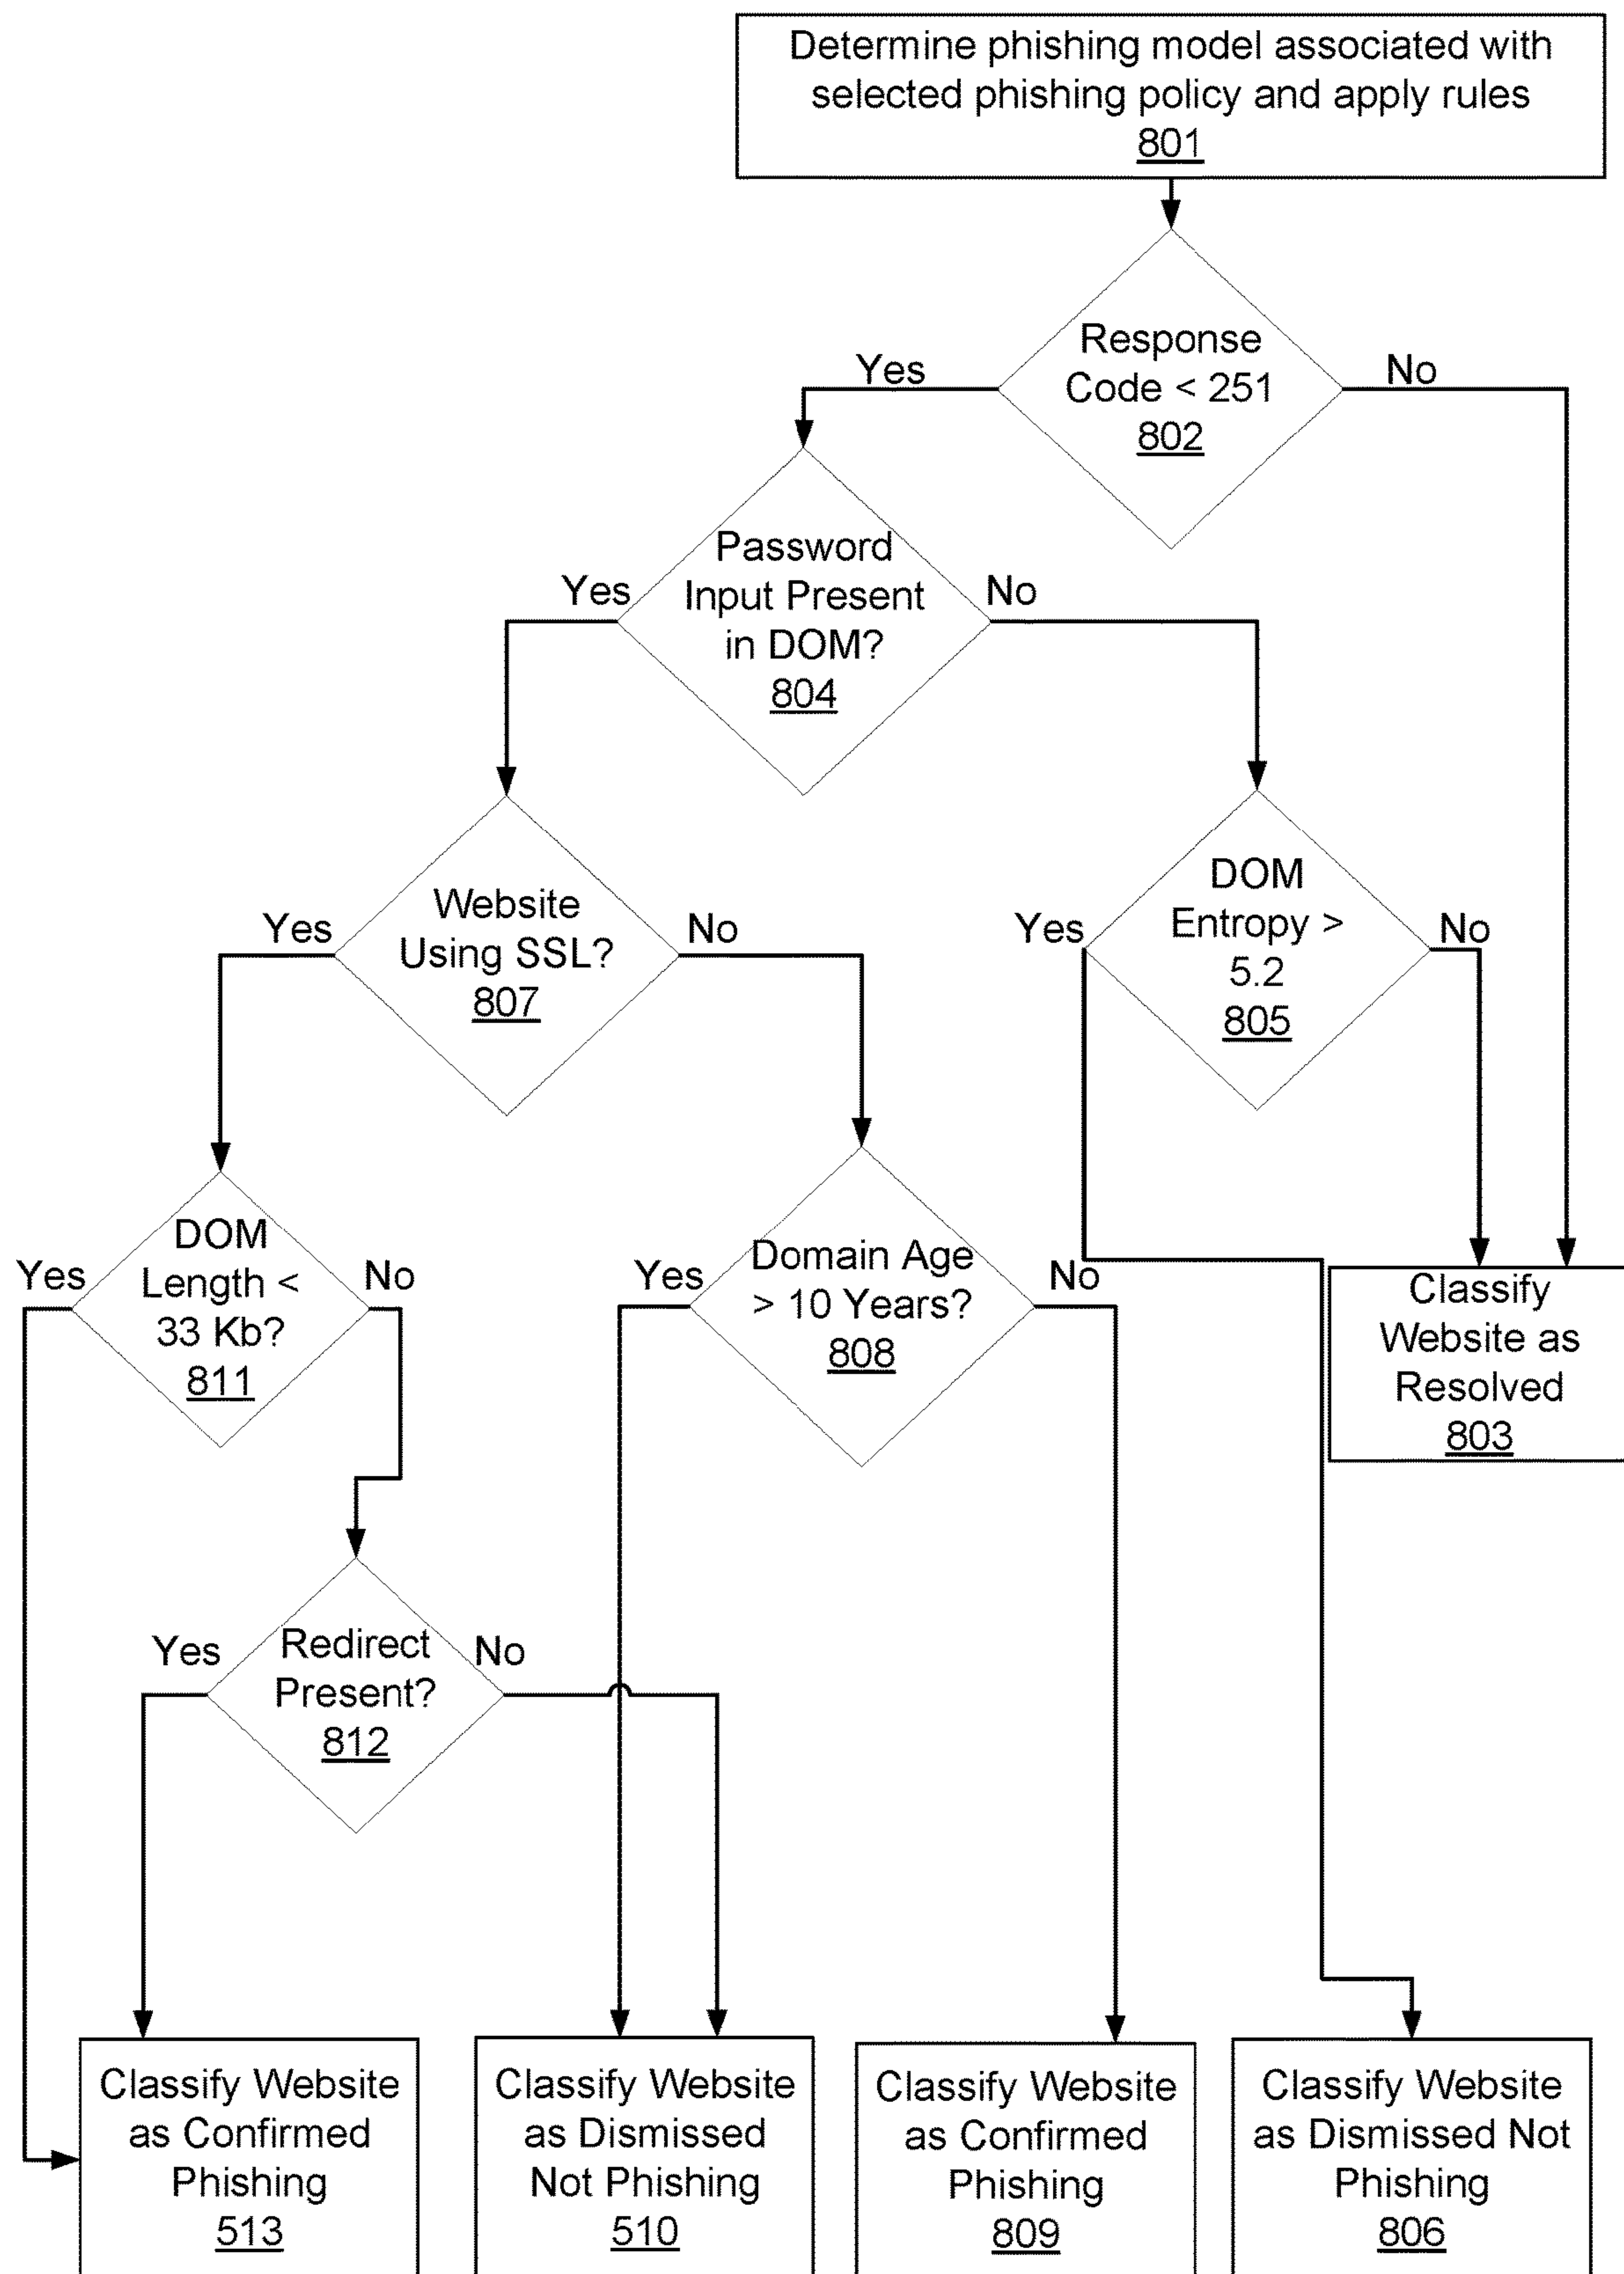 Determine phishing model associated with
selected phishing policy and apply rules
801
Response
Code < 251
802
Yes
No
Password
Input Present
in DOM?
804
Yes
No
Website
Using SSL?
807
Yes
No
DOM
Entropy >
5.2
805
Yes
No
DOM
Length <
33 Kb?
811
Yes
No
Domain Age
> 10 Years?
808
Yes
No
Classify
Website as
Resolved
803
Redirect
Present?
812
Yes
No
Classify Website
as Confirmed
Phishing
513
Classify Website
as Dismissed
Not Phishing
510
Classify Website
as Confirmed
Phishing
809
Classify Website
as Dismissed Not
Phishing
806